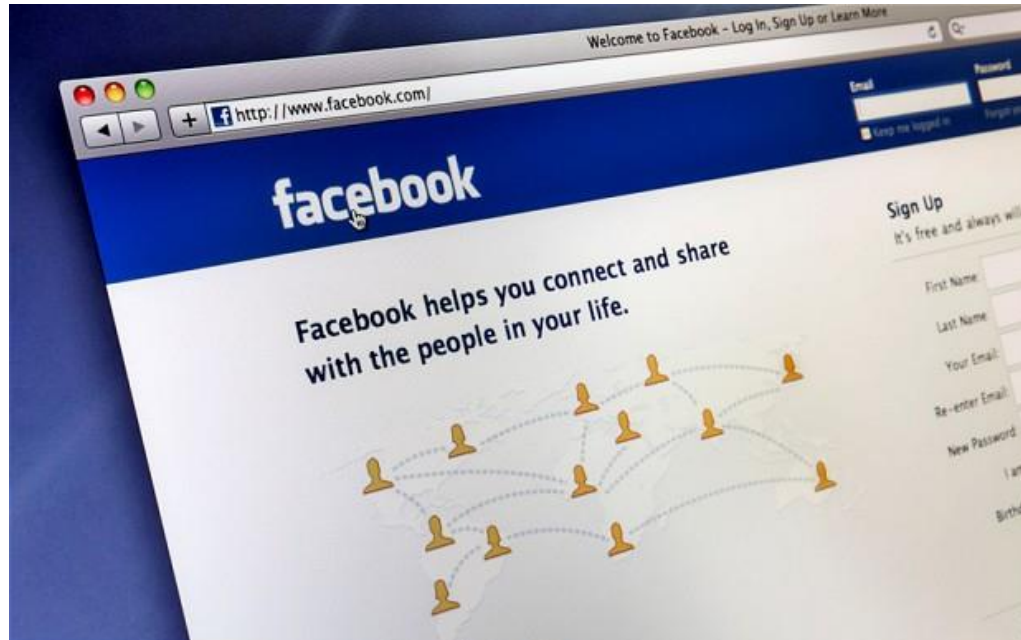 Welcome to Facebook - Log In, Sign Up or Learn More
http://www.facebook.com/
Email
Password
Keep me logged in
facebook
Facebook helps you connect and share
with the people in your life.
Sign Up
It's free and always
First Name:
Last Name:
Your Email:
Re-enter Email:
New Password: